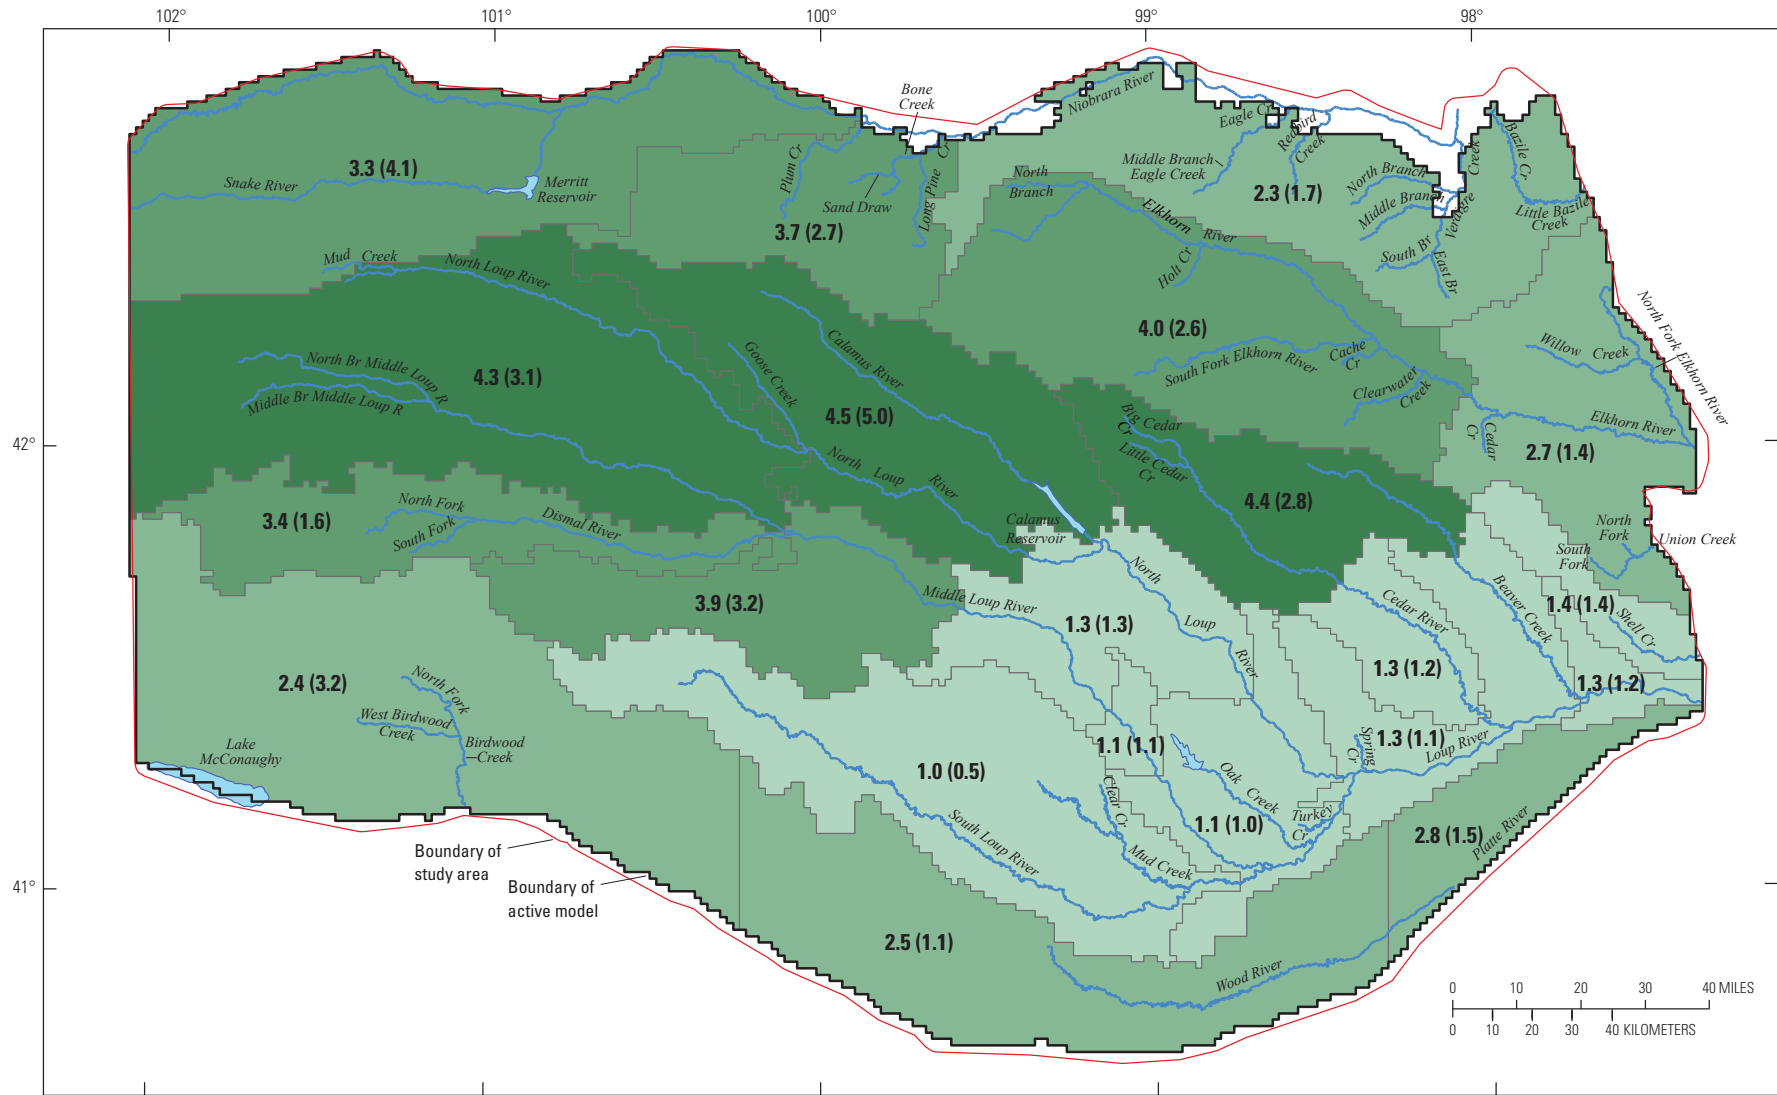 102°
101°
100°
99°
98°
Bone
Creek
Niobrara River
Eagle Cr
Redbird
Creek
Bazile Cr
Creek
3.3 (4.1)
Plum Cr
Cr
Middle Branch
Eagle Creek
North Branch
Snake River
Merritt
Reservoir
Sand Draw
Long Pine
North
Branch
2.3 (1.7)
Middle Branch
Verdigre
Little Bazile
Creek
3.7 (2.7)
Elkhorn
River
South Br
East Br
Mud Creek
North Loup River
Holt Cr
4.0 (2.6)
North Fork Elkhorn River
Calamus River
Goose Creek
Willow Creek
Cache
Cr
North Br Middle Loup R
4.3 (3.1)
South Fork Elkhorn River
Clearwater
Creek
Middle Br Middle Loup R
4.5 (5.0)
Big Cedar
Cr
Elkhorn River
Cedar
Cr
42°
2.7 (1.4)
Little Cedar
Cr
North Loup River
4.4 (2.8)
3.4 (1.6)
North Fork
South Fork
Dismal River
Calamus
Reservoir
North
Fork
Union Creek
South
Fork
North
Loup
River
3.9 (3.2)
Middle Loup River
1.3 (1.3)
Cedar River
Beaver Creek
1.4 (1.4)
Shell Cr
2.4 (3.2)
North Fork
1.3 (1.2)
1.3 (1.2)
West Birdwood
Creek
Birdwood
Creek
Lake
McConaughy
1.1 (1.1)
Spring
Cr
1.3 (1.1)
Loup River
1.0 (0.5)
Oak
Creek
Clear Cr
Turkey
Cr
1.1 (1.0)
South Loup River
Mud Creek
2.8 (1.5)
Platte River
Boundary of
study area
Boundary of
active model
41°
2.5 (1.1)
Wood River
0 10 20 30 40 MILES
0 10 20 30 40 KILOMETERS